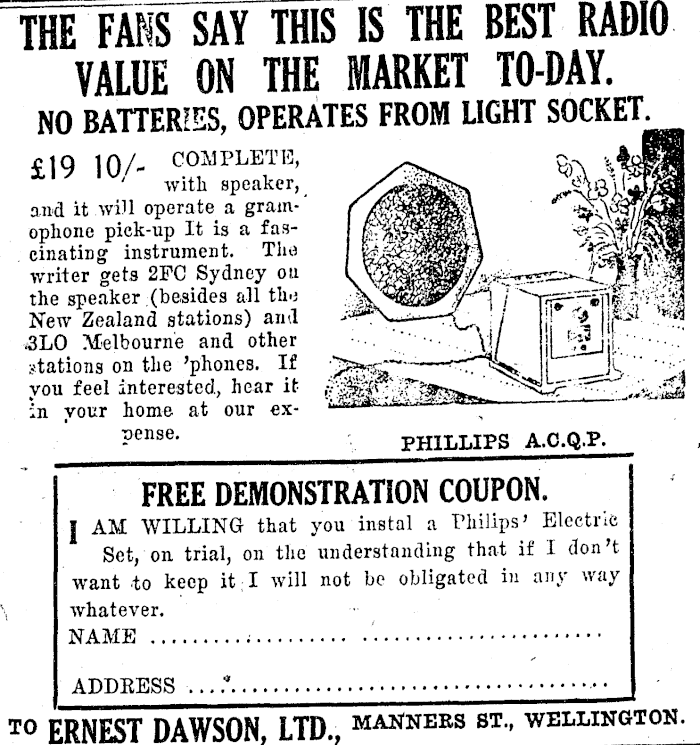 THE FANS SAY THIS IS THE BEST RADIO
VALUE ON THE MARKET TO-DAY.
NO BATTERIES, OPERATES FROM LIGHT SOCKET.
£19 10/- COMPLETE,
with speaker,
and it will operate a gram-
ophone pick-up It is a fas-
cinating instrument. The
writer gets 2FC Sydney on
the speaker (besides all the
New Zealand stations) and
3LO Melbourne and other
stations on the 'phones. If
you feel interested, hear it
in your home at our ex-
pense.
PHILLIPS A.C.Q.P.
FREE DEMONSTRATION COUPON.
I AM WILLING that you instal a Philips' Electric
Set, on trial, on the understanding that if I don't
want to keep it I will not be obligated in any way
whatever.
NAME ............................................
ADDRESS ............................................
TO ERNEST DAWSON, LTD., MANNERS ST., WELLINGTON.